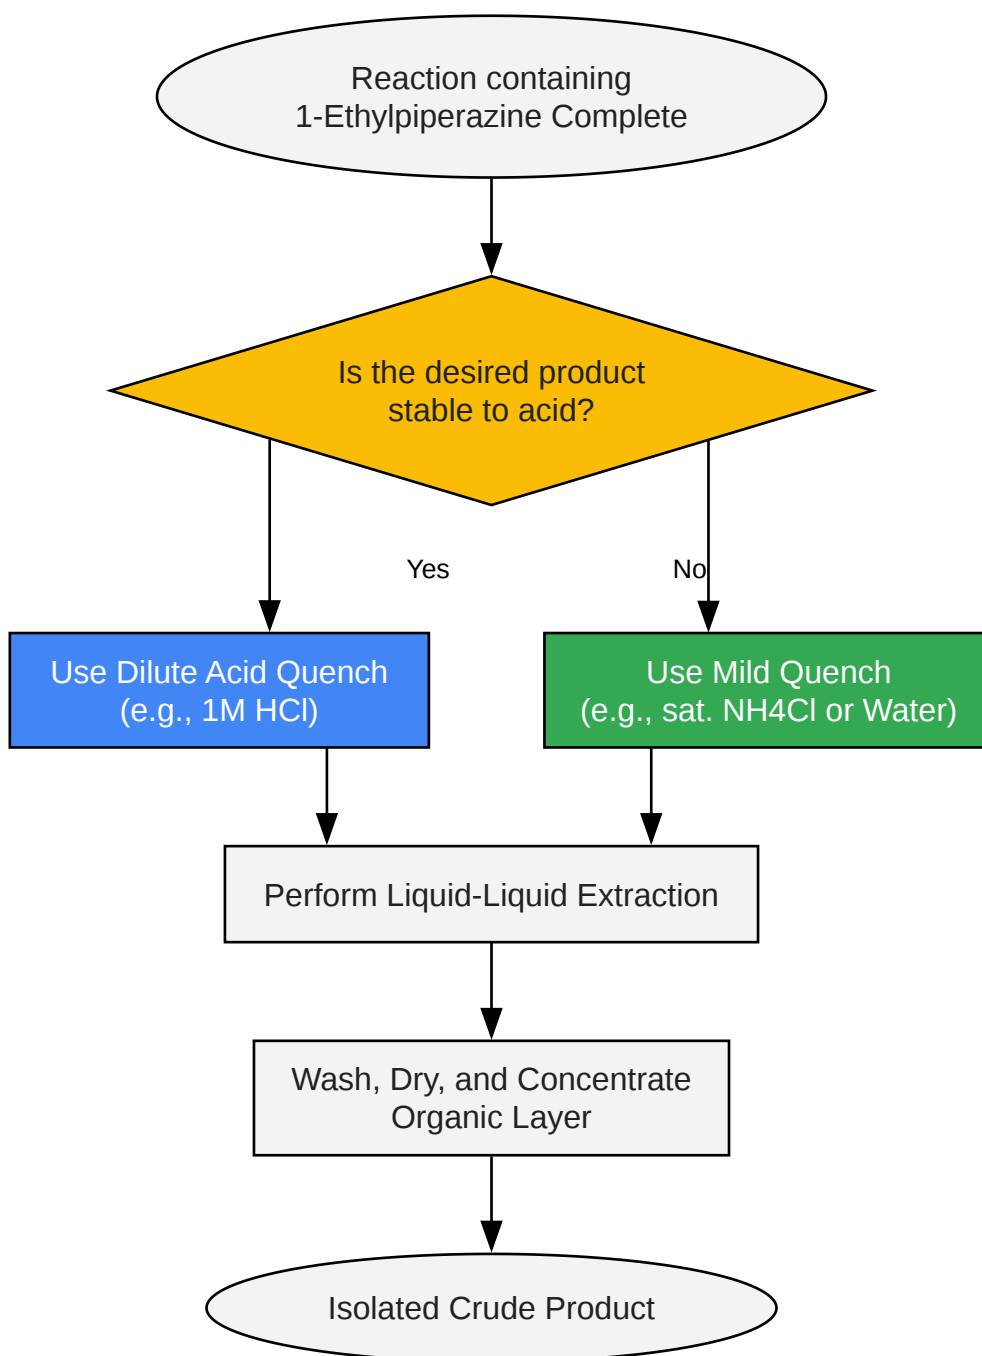 Reaction containing
1-Ethylpiperazine Complete
Is the desired product
stable to acid?
Yes
No
Use Dilute Acid Quench
(e.g., 1M HCl)
Use Mild Quench
(e.g., sat. NH4Cl or Water)
Perform Liquid-Liquid Extraction
Wash, Dry, and Concentrate
Organic Layer
Isolated Crude Product